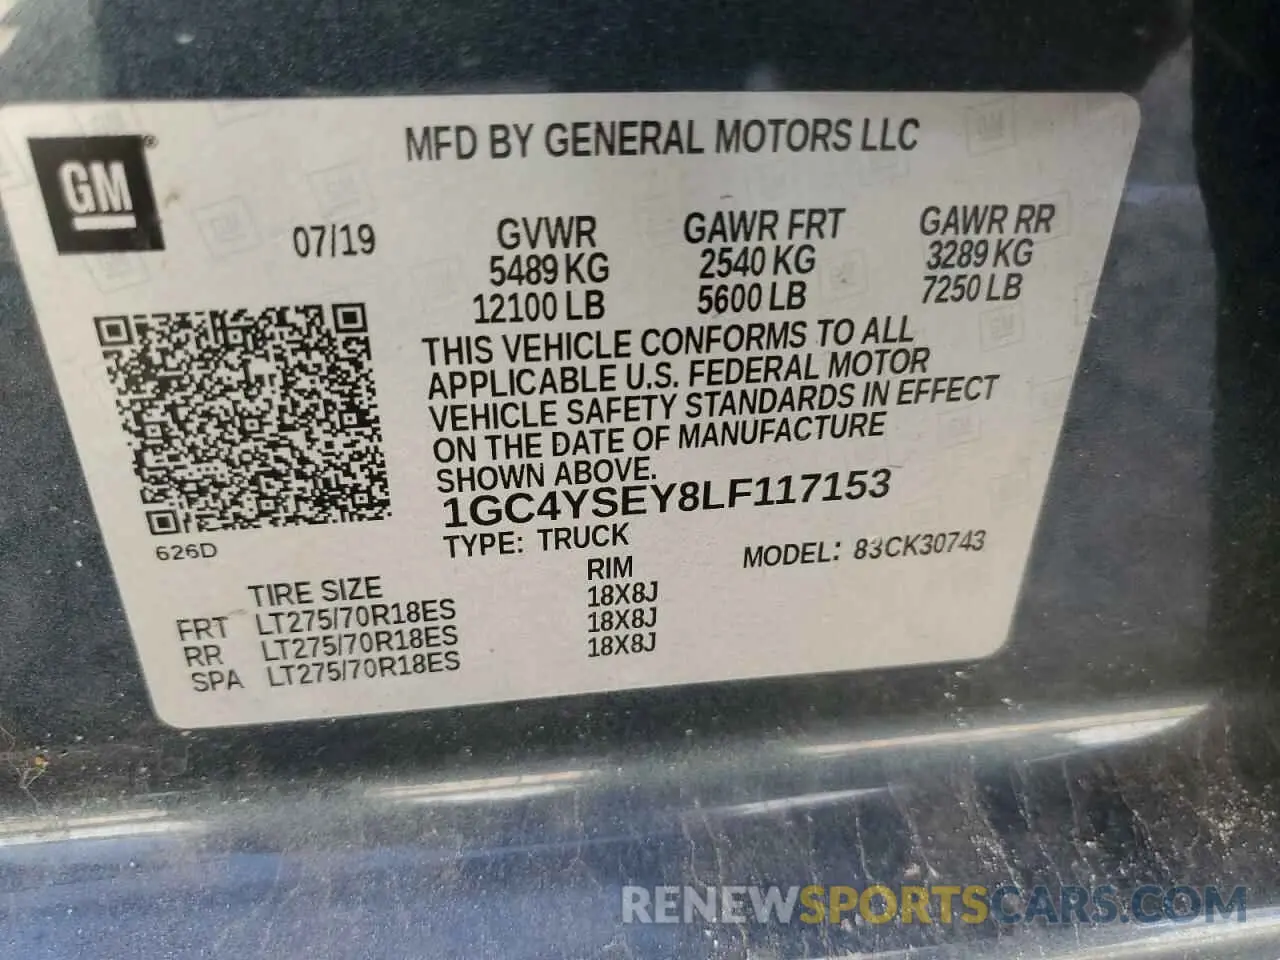 MFD BY GENERAL MOTORS LLC
GM ®
07/19 GVWR GAWR FRT GAWR RR
5489 KG 2540 KG 3289 KG
12100 LB 5600 LB 7250 LB
THIS VEHICLE CONFORMS TO ALL
APPLICABLE U.S. FEDERAL MOTOR
VEHICLE SAFETY STANDARDS IN EFFECT
ON THE DATE OF MANUFACTURE
SHOWN ABOVE.
1GC4YSEY8LF117153
626D
TYPE: TRUCK MODEL: 83CK30743
TIRE SIZE RIM
FRT LT275/70R18ES 18X8J
RR LT275/70R18ES 18X8J
SPA LT275/70R18ES 18X8J
RENEWSPORTSCARS.COM